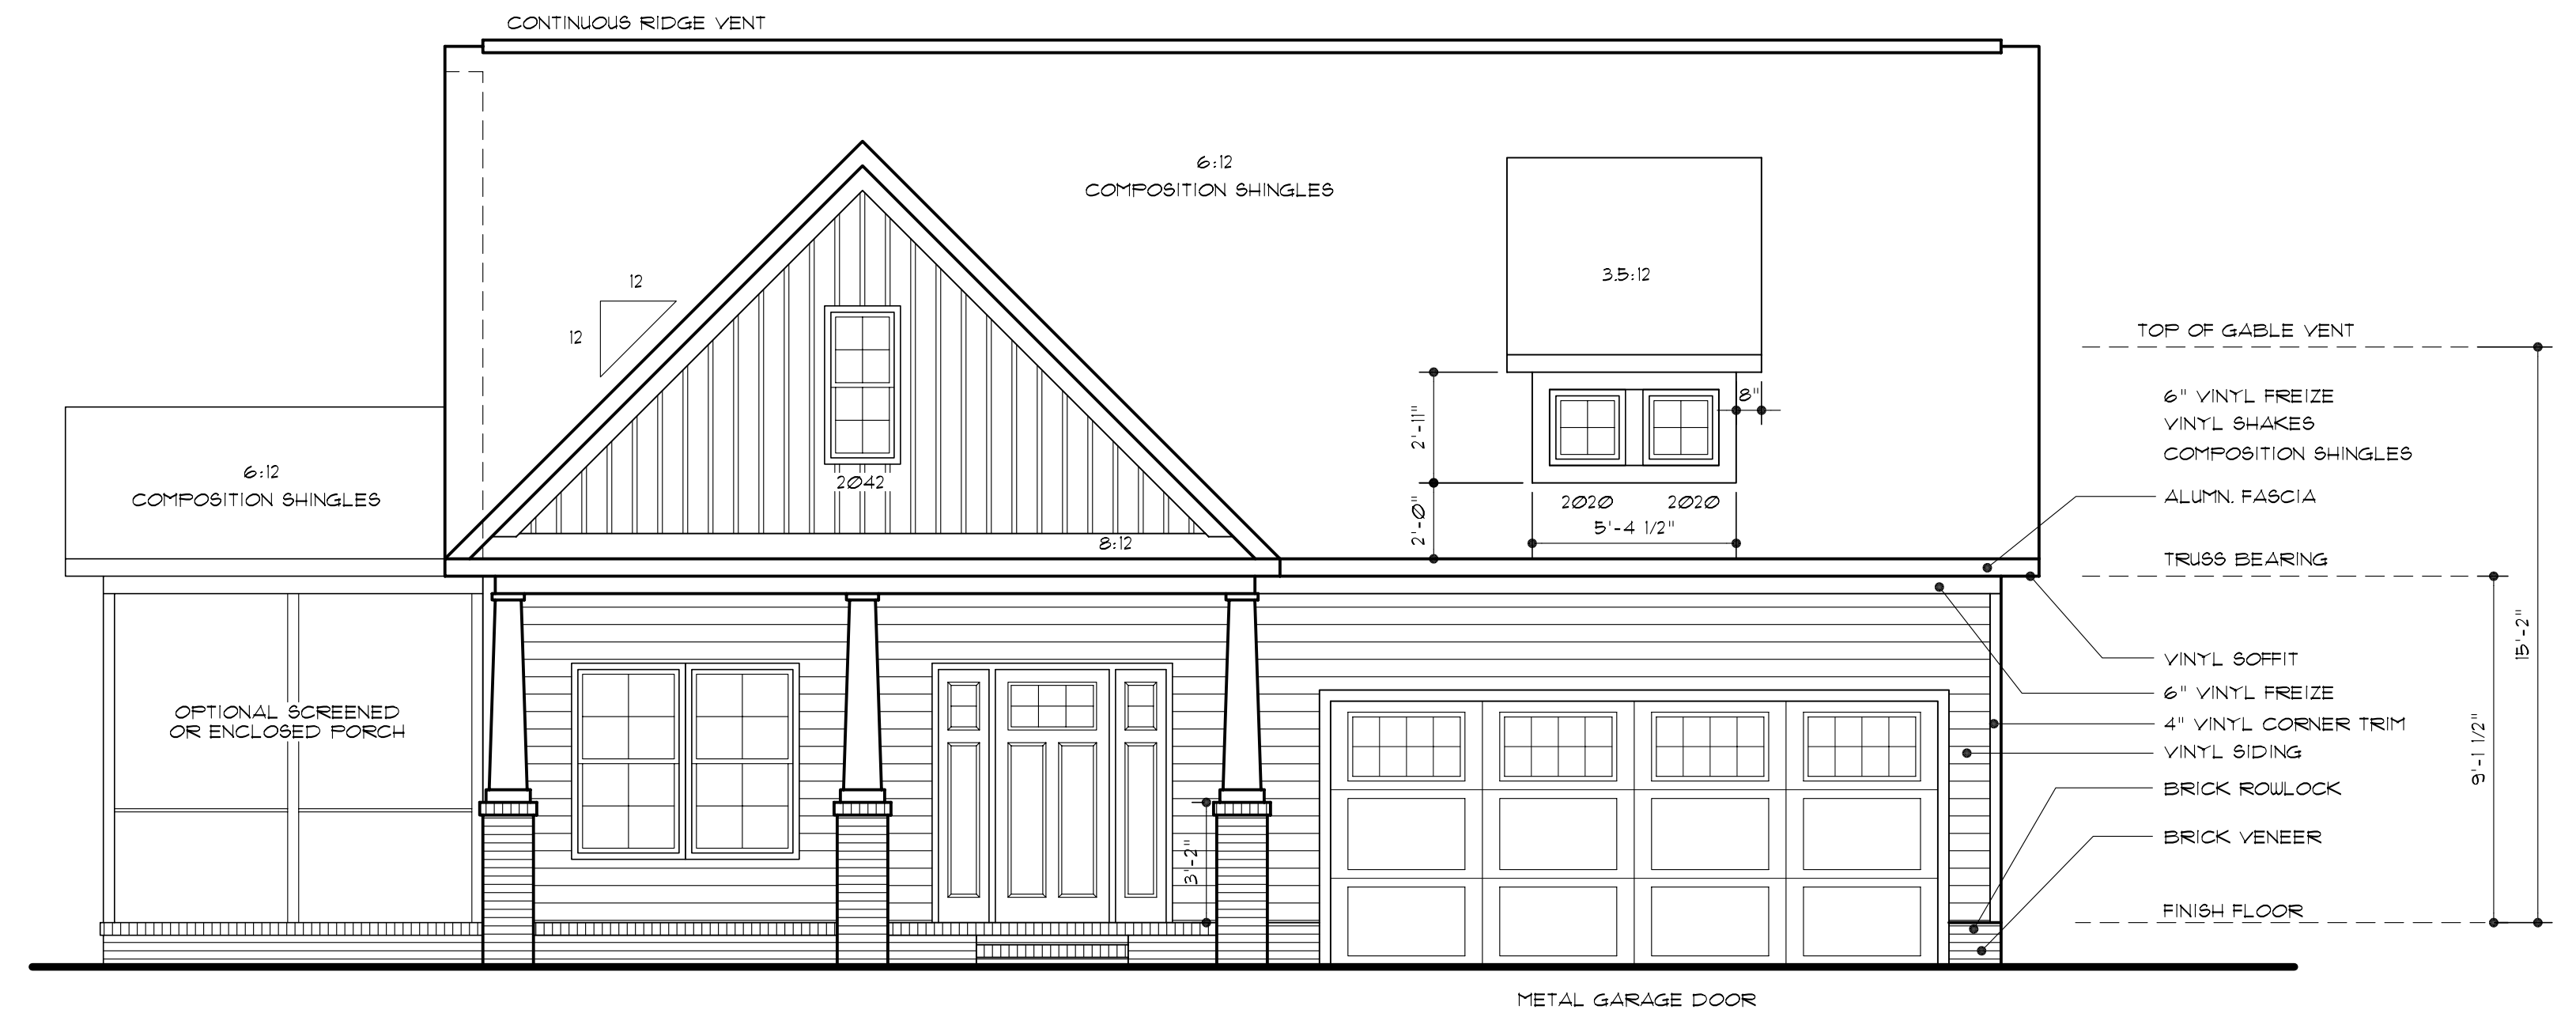 CONTINUOUS RIDGE VENT
6:12
COMPOSITION SHINGLES
12
12
3.5:12
TOP OF GABLE VENT
6" VINYL FREIZE
VINYL SHAKES
COMPOSITION SHINGLES
ALUMN. FASCIA
8"
2'-11"
6:12
COMPOSITION SHINGLES
2042
2020 2020
2'-0"
5'-4 1/2"
8:12
TRUSS BEARING
15'-2"
VINYL SOFFIT
6" VINYL FREIZE
4" VINYL CORNER TRIM
VINYL SIDING
9'-1 1/2"
OPTIONAL SCREENED
OR ENCLOSED PORCH
BRICK ROWLOCK
BRICK VENEER
3'-2"
FINISH FLOOR
METAL GARAGE DOOR